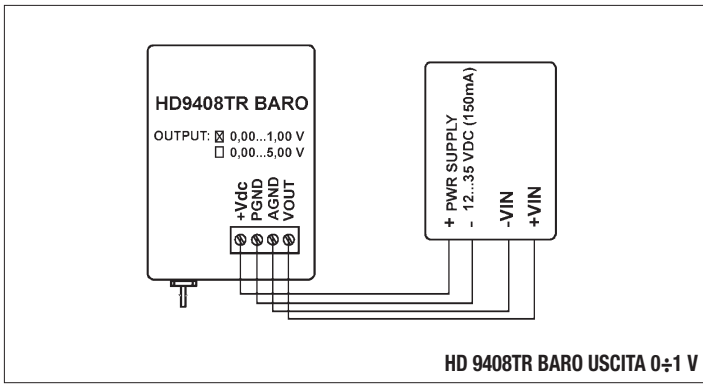 HD9408TR BARO
OUTPUT: ☒ 0,00...1,00 V
☐ 0,00...5,00 V
+Vdc
PGND
AGND
VOUT
+ PWR SUPPLY
- 12...35 VDC (150mA)
-VIN
+VIN
HD 9408TR BARO USCITA 0÷1 V